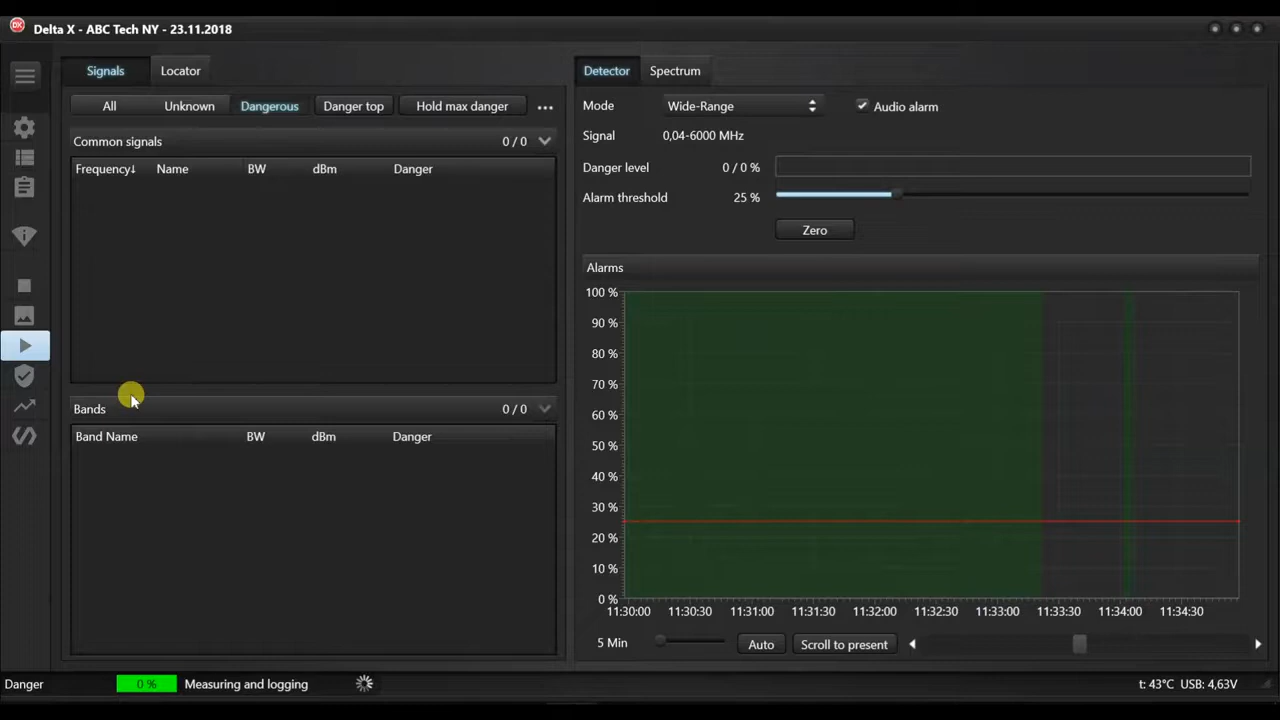 Delta X - ABC Tech NY - 23.11.2018
Signals Locator
All Unknown Dangerous Danger top Hold max danger ...
Common signals 0 / 0
Frequency↓ Name BW dBm Danger
Bands 0 / 0
Band Name BW dBm Danger
Detector Spectrum
Mode Wide-Range Audio alarm
Signal 0,04-6000 MHz
Danger level 0 / 0 %
Alarm threshold 25 %
Zero
Alarms
100 %
90 %
80 %
70 %
60 %
50 %
40 %
30 %
20 %
10 %
0 %
11:30:00 11:30:30 11:31:00 11:31:30 11:32:00 11:32:30 11:33:00 11:33:30 11:34:00 11:34:30
5 Min Auto Scroll to present
Danger 0 % Measuring and logging t: 43°C USB: 4,63V